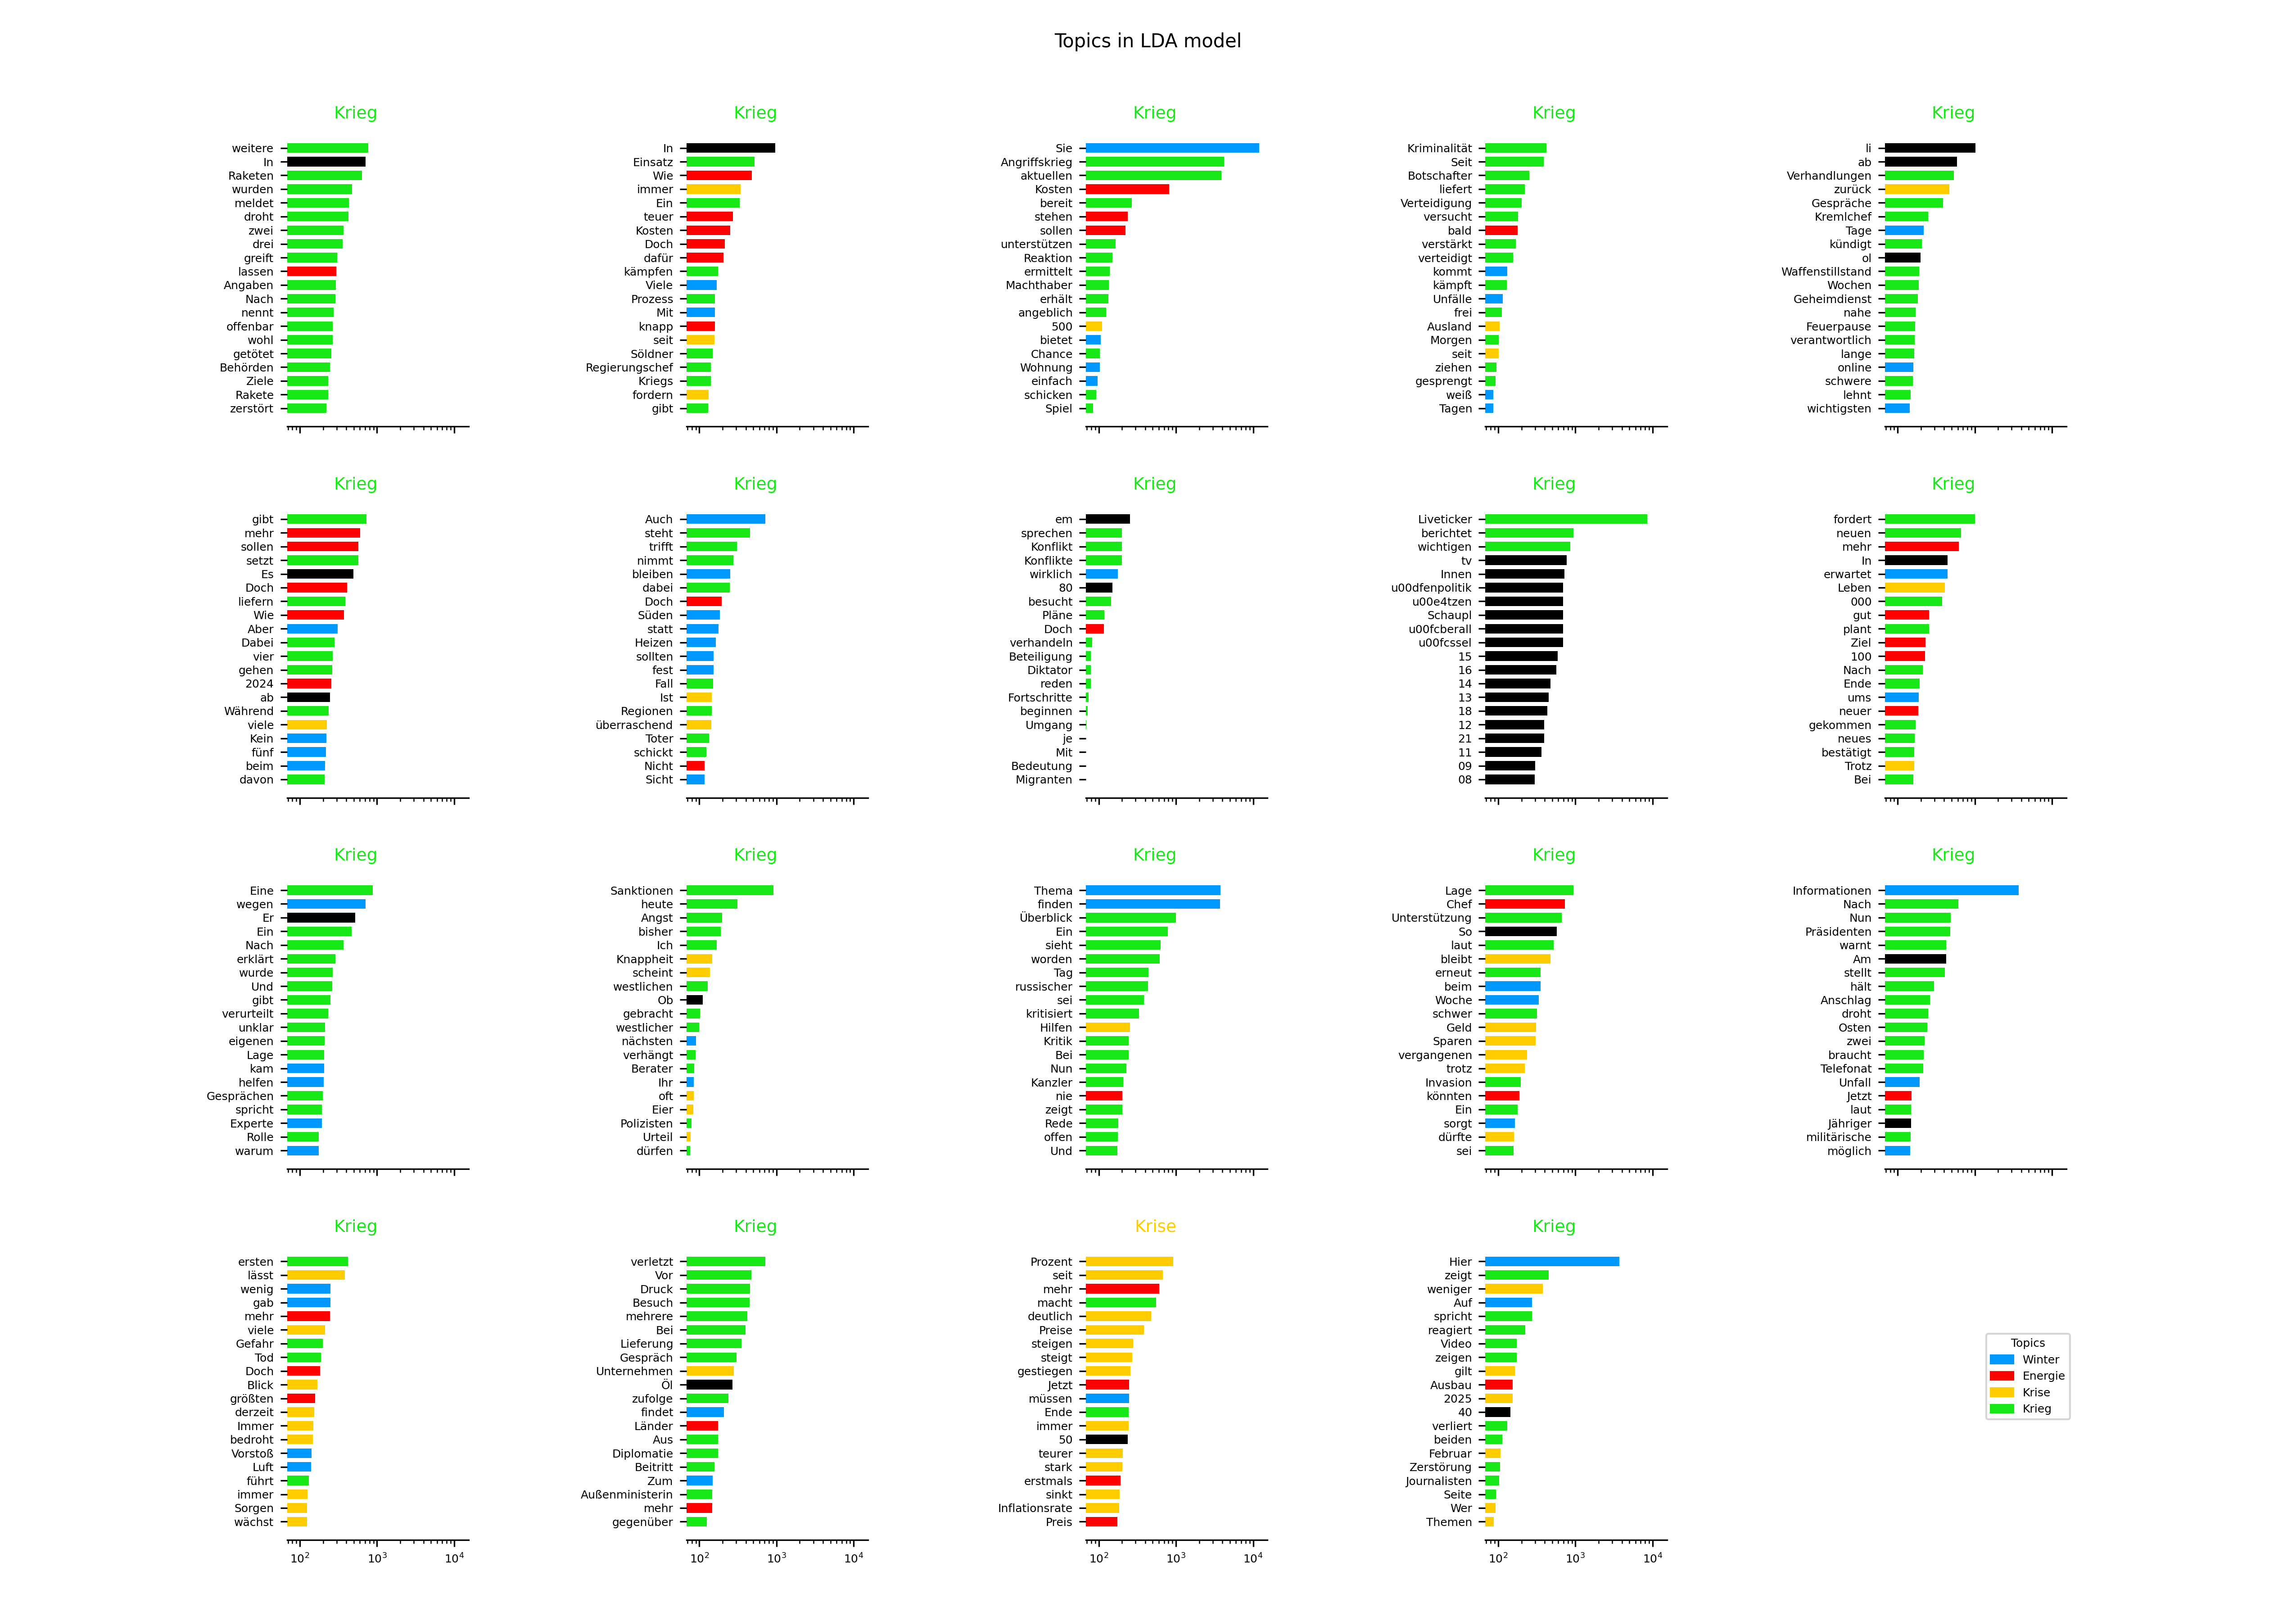 Topics in LDA model
Krieg
weitere
In
Raketen
wurden
meldet
droht
zwei
drei
greift
lassen
Angaben
Nach
nennt
offenbar
wohl
getötet
Behörden
Ziele
Rakete
zerstört
Krieg
In
Einsatz
Wie
immer
Ein
teuer
Kosten
Doch
dafür
kämpfen
Viele
Prozess
Mit
knapp
seit
Söldner
Regierungschef
Kriegs
fordern
gibt
Krieg
Sie
Angriffskrieg
aktuellen
Kosten
bereit
stehen
sollen
unterstützen
Reaktion
ermittelt
Machthaber
erhält
angeblich
500
bietet
Chance
Wohnung
einfach
schicken
Spiel
Krieg
Kriminalität
Seit
Botschafter
liefert
Verteidigung
versucht
bald
verstärkt
verteidigt
kommt
kämpft
Unfälle
frei
Ausland
Morgen
seit
ziehen
gesprengt
weiß
Tagen
Krieg
li
ab
Verhandlungen
zurück
Gespräche
Kremlchef
Tage
kündigt
ol
Waffenstillstand
Wochen
Geheimdienst
nahe
Feuerpause
verantwortlich
lange
online
schwere
lehnt
wichtigsten
Krieg
gibt
mehr
sollen
setzt
Es
Doch
liefern
Wie
Aber
Dabei
vier
gehen
2024
ab
Während
viele
Kein
fünf
beim
davon
Krieg
Auch
steht
trifft
nimmt
bleiben
dabei
Doch
Süden
statt
Heizen
sollten
fest
Fall
Ist
Regionen
überraschend
Toter
schickt
Nicht
Sicht
Krieg
em
sprechen
Konflikt
Konflikte
wirklich
80
besucht
Pläne
Doch
verhandeln
Beteiligung
Diktator
reden
Fortschritte
beginnen
Umgang
je
Mit
Bedeutung
Migranten
Krieg
Liveticker
berichtet
wichtigen
tv
Innen
u00dfenpolitik
u00e4tzen
Schaupl
u00fcberall
u00fcssel
15
16
14
13
18
12
21
11
09
08
Krieg
fordert
neuen
mehr
In
erwartet
Leben
000
gut
plant
Ziel
100
Nach
Ende
ums
neuer
gekommen
neues
bestätigt
Trotz
Bei
Krieg
Eine
wegen
Er
Ein
Nach
erklärt
wurde
Und
gibt
verurteilt
unklar
eigenen
Lage
kam
helfen
Gesprächen
spricht
Experte
Rolle
warum
Krieg
Sanktionen
heute
Angst
bisher
Ich
Knappheit
scheint
westlichen
Ob
gebracht
westlicher
nächsten
verhängt
Berater
Ihr
oft
Eier
Polizisten
Urteil
dürfen
Krieg
Thema
finden
Überblick
Ein
sieht
worden
Tag
russischer
sei
kritisiert
Hilfen
Kritik
Bei
Nun
Kanzler
nie
zeigt
Rede
offen
Und
Krieg
Lage
Chef
Unterstützung
So
laut
bleibt
erneut
beim
Woche
schwer
Geld
Sparen
vergangenen
trotz
Invasion
könnten
Ein
sorgt
dürfte
sei
Krieg
Informationen
Nach
Nun
Präsidenten
warnt
Am
stellt
hält
Anschlag
droht
Osten
zwei
braucht
Telefonat
Unfall
Jetzt
laut
Jähriger
militärische
möglich
Krieg
ersten
lässt
wenig
gab
mehr
viele
Gefahr
Tod
Doch
Blick
größten
derzeit
Immer
bedroht
Vorstoß
Luft
führt
immer
Sorgen
wächst
10² 10³ 10⁴
Krieg
verletzt
Vor
Druck
Besuch
mehrere
Bei
Lieferung
Gespräch
Unternehmen
Öl
zufolge
findet
Länder
Aus
Diplomatie
Beitritt
Zum
Außenministerin
mehr
gegenüber
10² 10³ 10⁴
Krise
Prozent
seit
mehr
macht
deutlich
Preise
steigen
steigt
gestiegen
Jetzt
müssen
Ende
immer
50
teurer
stark
erstmals
sinkt
Inflationsrate
Preis
10² 10³ 10⁴
Krieg
Hier
zeigt
weniger
Auf
spricht
reagiert
Video
zeigen
gilt
Ausbau
2025
40
verliert
beiden
Februar
Zerstörung
Journalisten
Seite
Wer
Themen
10² 10³ 10⁴
Topics
Winter
Energie
Krise
Krieg